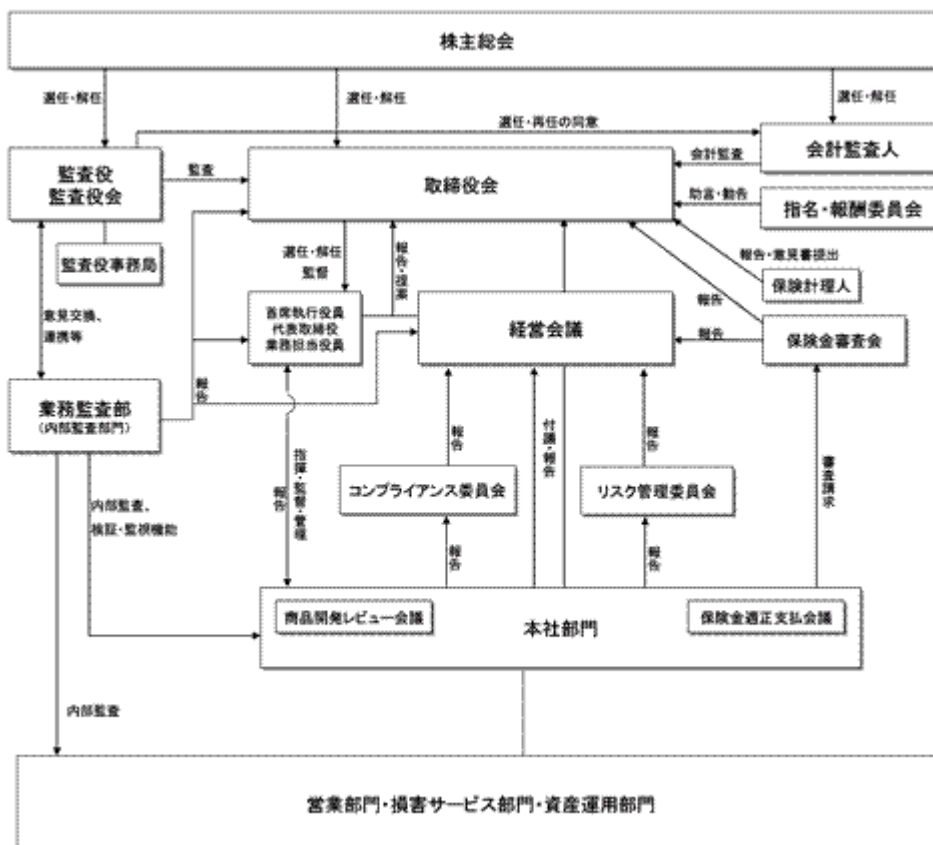 株主総会
選任・解任
選任・解任
選任・解任
選任・再任の同意
監査役
監査役会
監査
取締役会
会計監査
会計監査人
助言・勧告
指名・報酬委員会
監査役事務局
選任・解任
監督
報告・提案
報告・意見書提出
保険計理人
意見交換、
連携等
首席執行役員
代表取締役
業務担当役員
経営会議
報告
報告
保険金審査会
業務監査部
(内部監査部門)
報告
報告
指揮・監督・管理
報告
付議・報告
報告
審査請求
コンプライアンス委員会
リスク管理委員会
内部監査、
検証・監視機能
報告
報告
商品開発レビュー会議
本社部門
保険金適正支払会議
内部監査
営業部門・損害サービス部門・資産運用部門